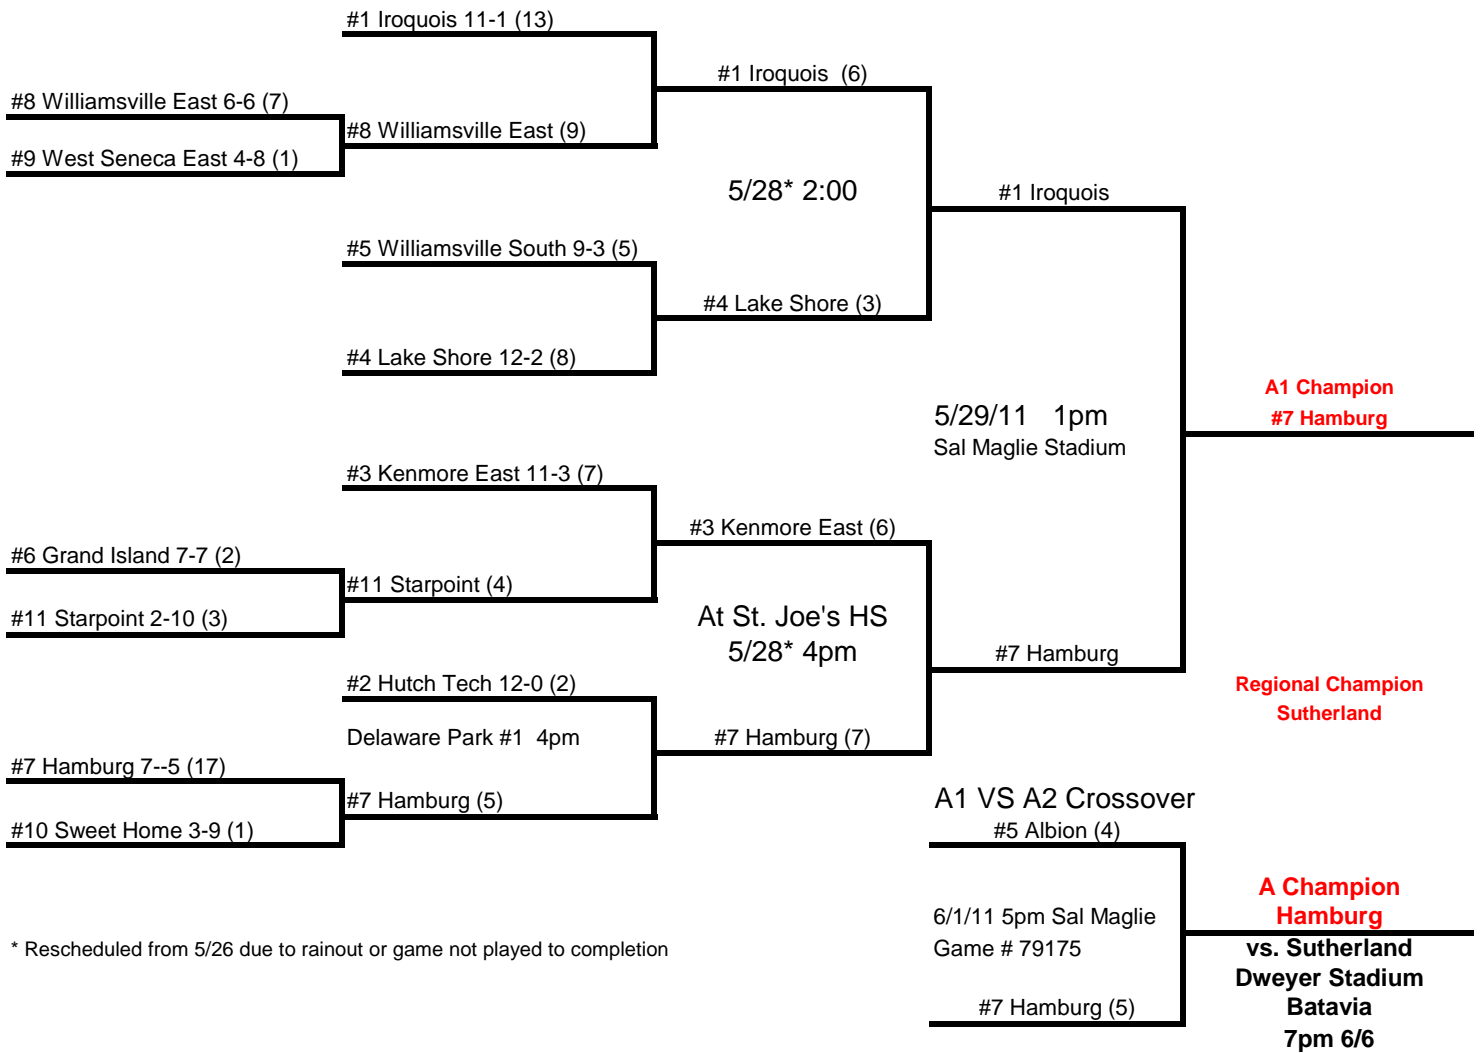 #1 Iroquois 11-1 (13)
#1 Iroquois  (6)
#8 Williamsville East 6-6 (7)
#8 Williamsville East (9)
#9 West Seneca East 4-8 (1)
5/28* 2:00
#1 Iroquois
#5 Williamsville South 9-3 (5)
#4 Lake Shore (3)
#4 Lake Shore 12-2 (8)
A1 Champion
#7 Hamburg
5/29/11   1pm
Sal Maglie Stadium
#3 Kenmore East 11-3 (7)
#3 Kenmore East (6)
#6 Grand Island 7-7 (2)
#11 Starpoint (4)
#11 Starpoint 2-10 (3)
At St. Joe's HS
5/28* 4pm
#7 Hamburg
#2 Hutch Tech 12-0 (2)
Regional Champion
Sutherland
Delaware Park #1  4pm
#7 Hamburg (7)
#7 Hamburg 7--5 (17)
#7 Hamburg (5)
#10 Sweet Home 3-9 (1)
A1 VS A2 Crossover
#5 Albion (4)
A Champion
Hamburg
6/1/11 5pm Sal Maglie
Game # 79175
* Rescheduled from 5/26 due to rainout or game not played to completion
vs. Sutherland
Dweyer Stadium
Batavia
7pm 6/6
#7 Hamburg (5)